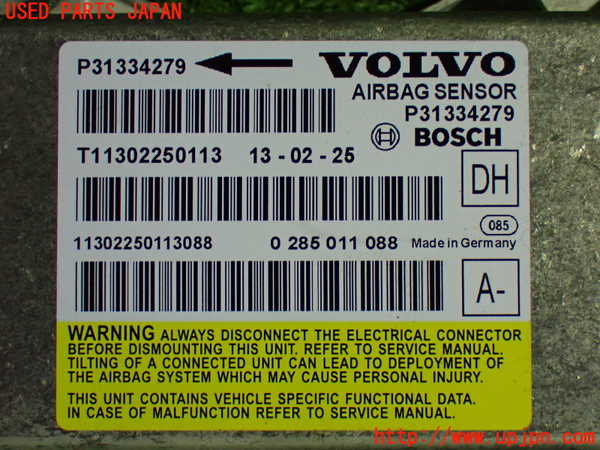 USED PARTS JAPAN
P31334279
VOLVO
AIRBAG SENSOR
P31334279
BOSCH
T11302250113 13-02-25
DH
085
11302250113088 0 285 011 088 Made in Germany
A-
WARNING ALWAYS DISCONNECT THE ELECTRICAL CONNECTOR
BEFORE DISMOUNTING THIS UNIT. REFER TO SERVICE MANUAL.
TILTING OF A CONNECTED UNIT CAN LEAD TO DEPLOYMENT OF
THE AIRBAG SYSTEM WHICH MAY CAUSE PERSONAL INJURY.
THIS UNIT CONTAINS VEHICLE SPECIFIC FUNCTIONAL DATA.
IN CASE OF MALFUNCTION REFER TO SERVICE MANUAL.
http://www.upjpn.com/